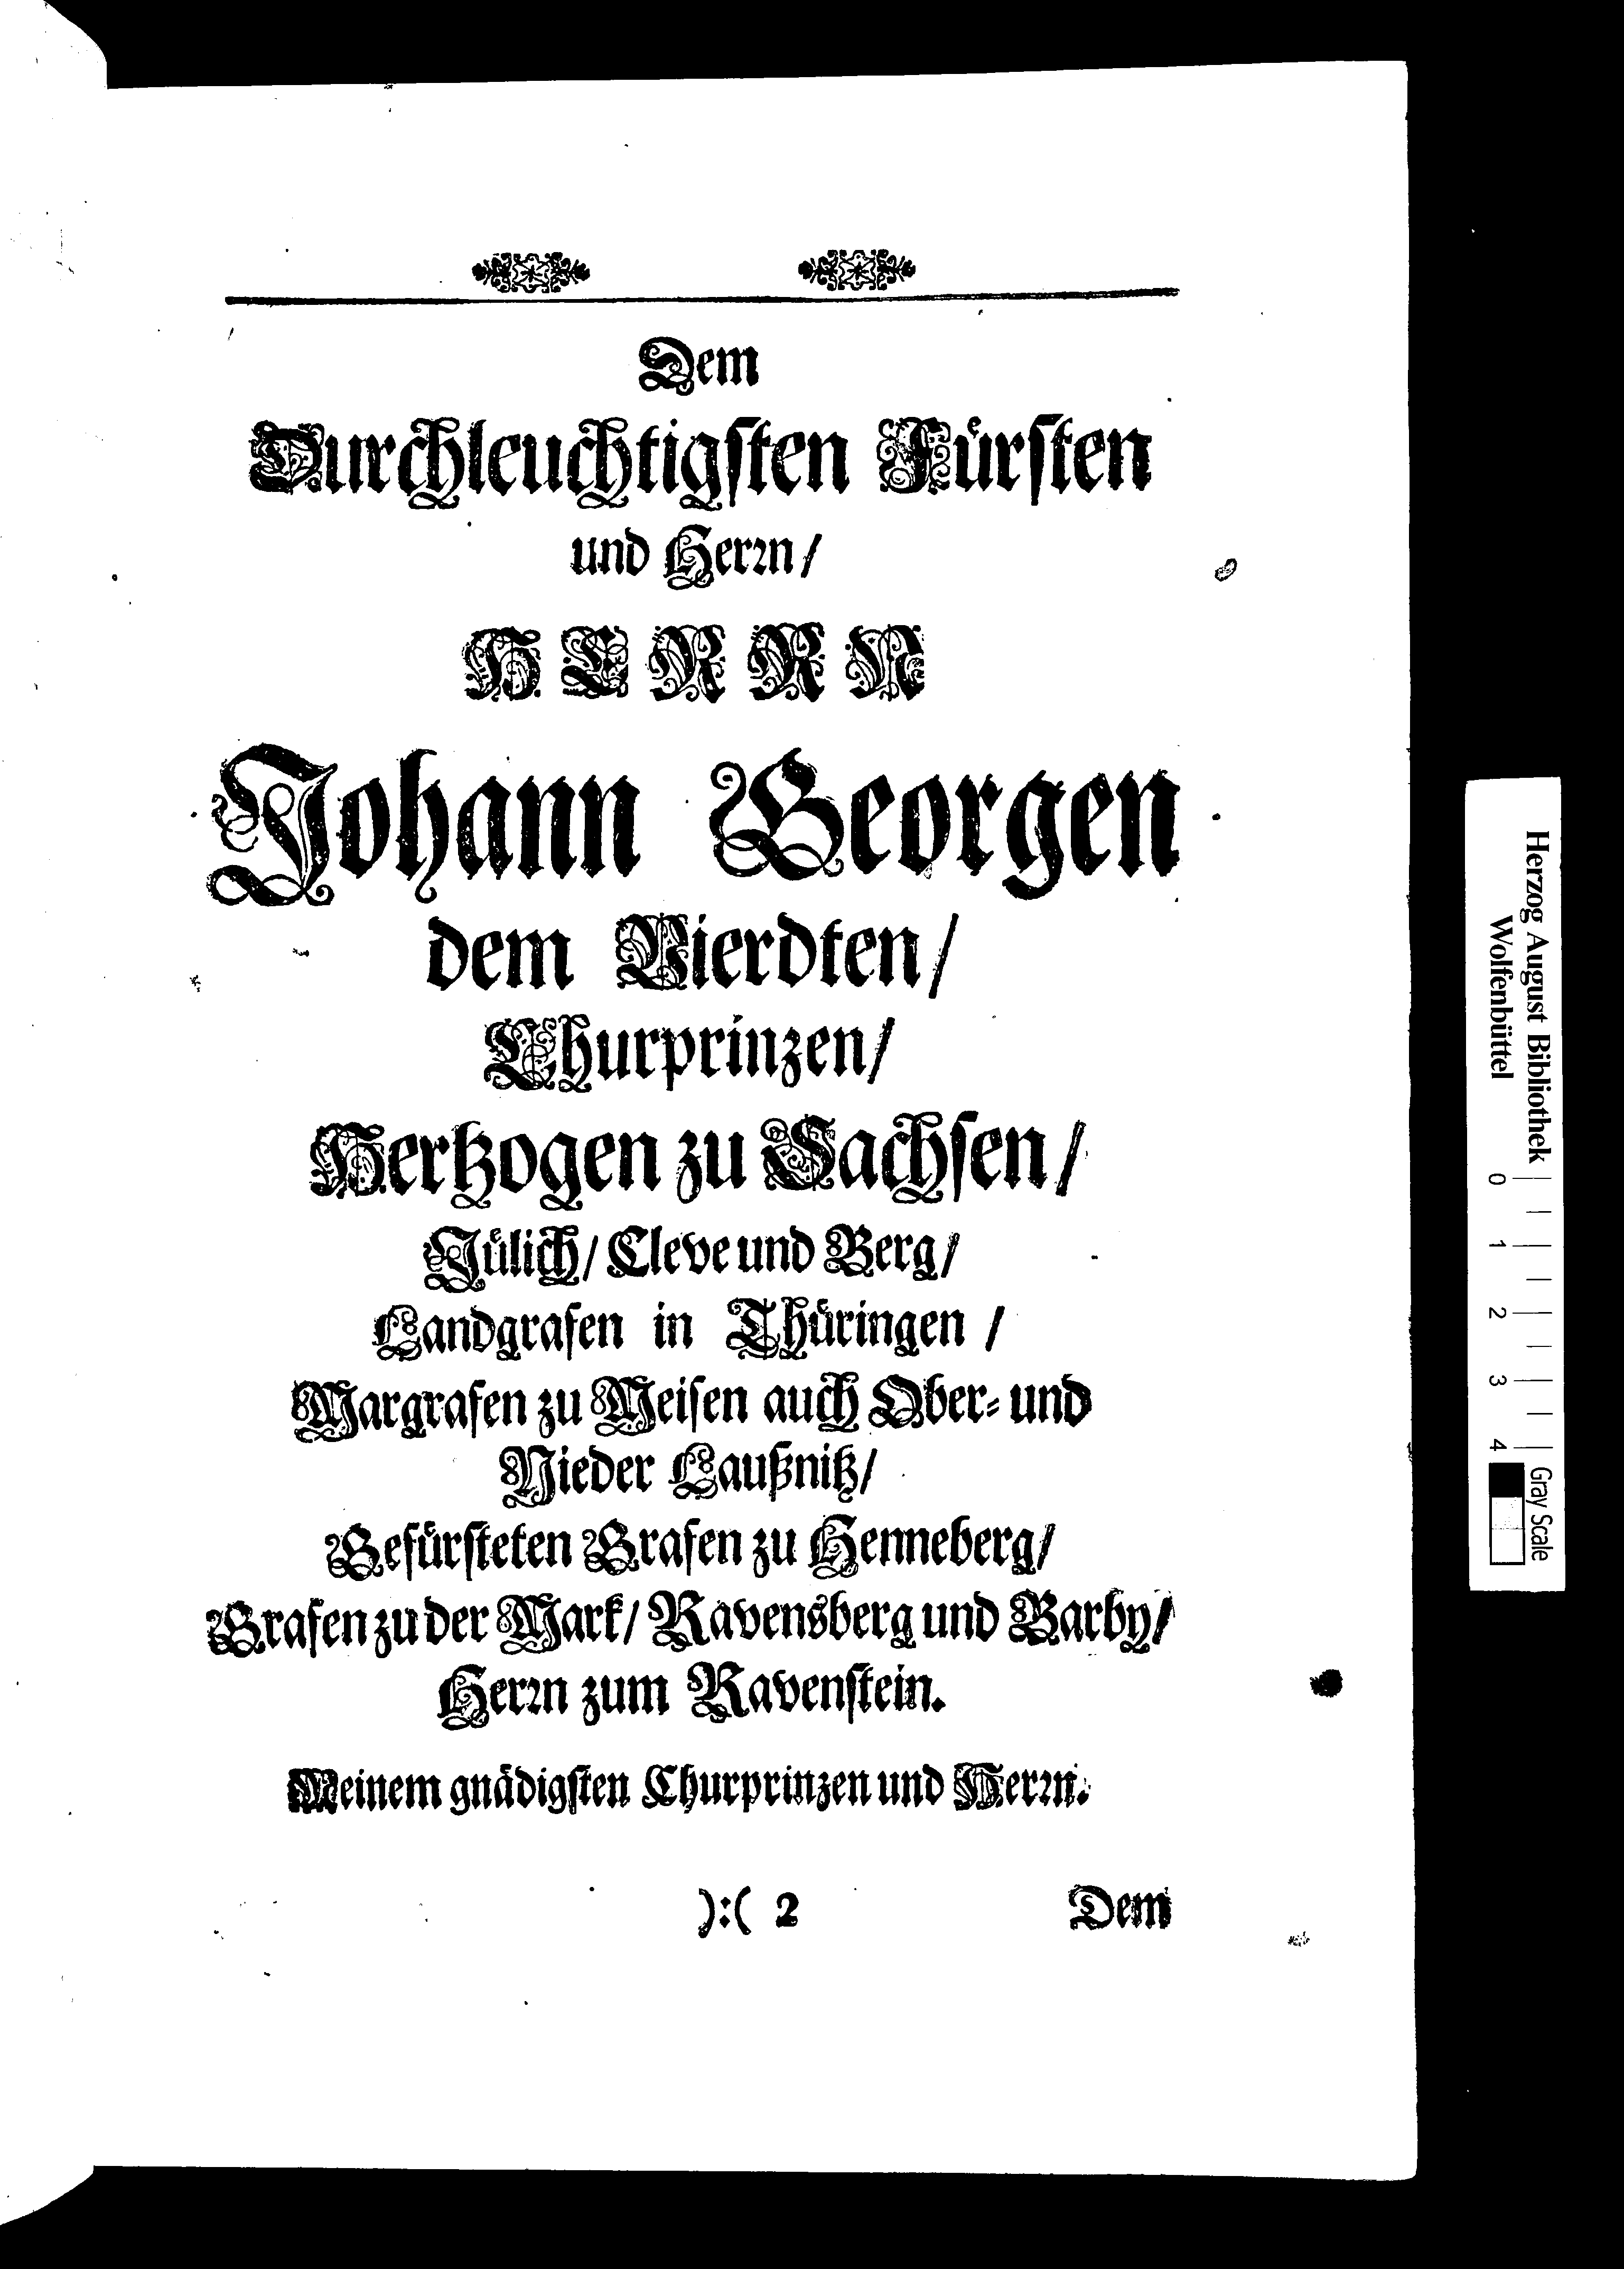 Dem
Durchleuchtigsten Fürsten
und Herrn/
HERRN
Johann Georgen
dem Vierdten/
Churprinzen/
Hertzogen zu Sachsen/
Jülich/ Cleve und Berg/
Landgrafen in Thüringen /
Margrafen zu Meisen auch Ober- und
Nieder Laußnitz/
Gefürsteten Grafen zu Henneberg/
Grafen zu der Mark/ Ravensberg und Barby/
Herrn zum Ravenstein.
Meinem gnädigsten Churprinzen und Herrn.
):( 2 Dem
Herzog August Bibliothek
Wolfenbüttel
0 1 2 3 4
Gray Scale